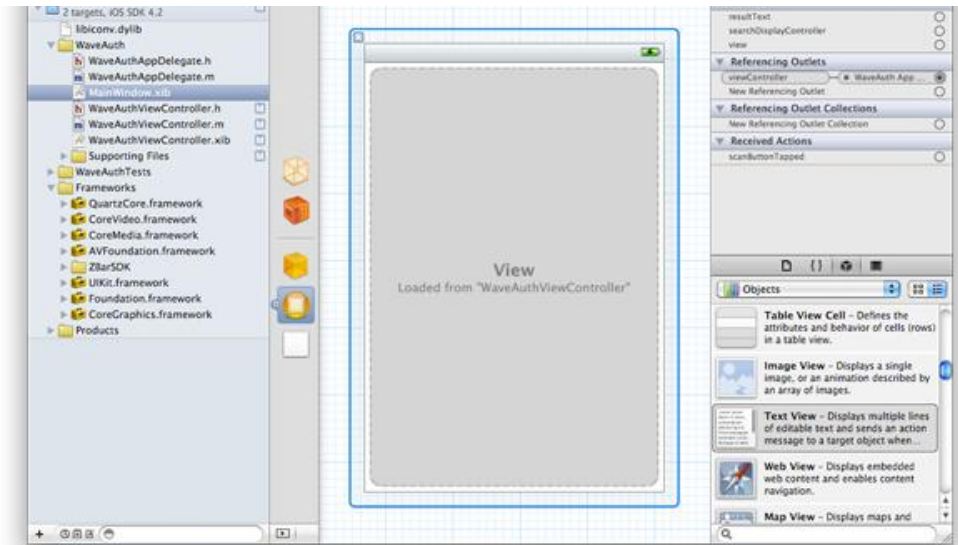 2 targets, iOS SDK 4.2
libiconv.dylib
WaveAuth
WaveAuthAppDelegate.h
WaveAuthAppDelegate.m
MainWindow.xib
WaveAuthViewController.h
WaveAuthViewController.m
WaveAuthViewController.xib
Supporting Files
WaveAuthTests
Frameworks
QuartzCore.framework
CoreVideo.framework
CoreMedia.framework
AVFoundation.framework
ZBarSDK
UIKit.framework
Foundation.framework
CoreGraphics.framework
Products
View
Loaded from "WaveAuthViewController"
resultText
searchDisplayController
view
Referencing Outlets
viewController
WaveAuth App ...
New Referencing Outlet
Referencing Outlet Collections
New Referencing Outlet Collection
Received Actions
scanButtonTapped
Objects
Table View Cell – Defines the
attributes and behavior of cells (rows)
in a table view.
Image View – Displays a single
image, or an animation described by
an array of images.
Text View – Displays multiple lines
of editable text and sends an action
message to a target object when...
Web View – Displays embedded
web content and enables content
navigation.
Map View – Displays maps and